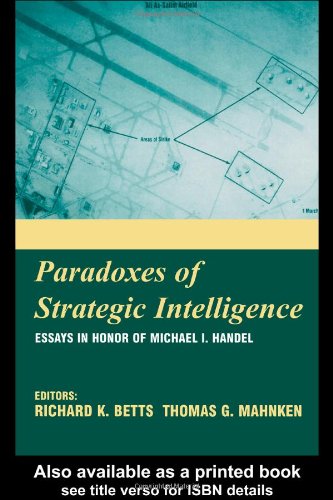 Ali As-Salim Airfield
Areas of Strike
1 March
Paradoxes of
Strategic Intelligence
ESSAYS IN HONOR OF MICHAEL I. HANDEL
EDITORS:
RICHARD K. BETTS THOMAS G. MAHNKEN
Also available as a printed book
see title verso for ISBN details